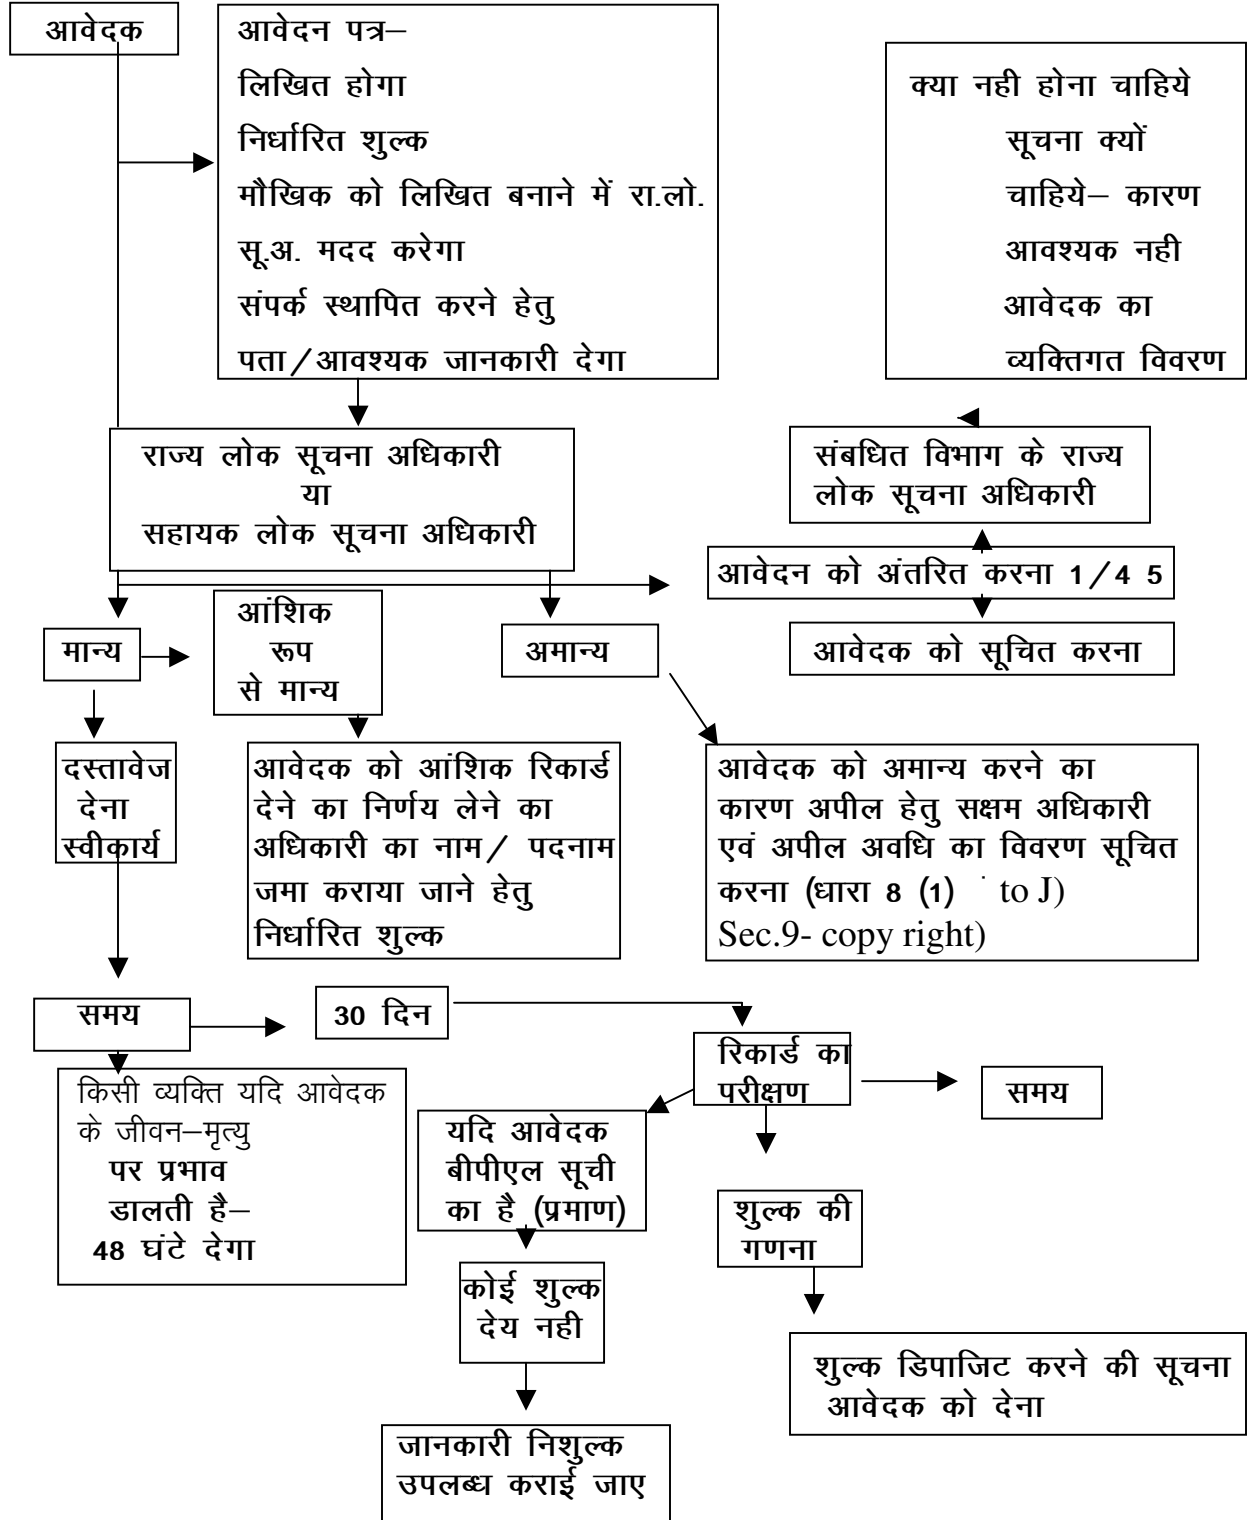 आवेदक
आवेदन पत्र–
लिखित होगा
निर्धारित शुल्क
मौखिक को लिखित बनाने में रा.लो.
सू.अ. मदद करेगा
संपर्क स्थापित करने हेतु
पता/आवश्यक जानकारी देगा
क्या नही होना चाहिये
सूचना क्यों
चाहिये– कारण
आवश्यक नही
आवेदक का
व्यक्तिगत विवरण
राज्य लोक सूचना अधिकारी
या
सहायक लोक सूचना अधिकारी
संबधित विभाग के राज्य
लोक सूचना अधिकारी
आवेदन को अंतरित करना 1/4 5
आवेदक को सूचित करना
मान्य
आंशिक
रूप
से मान्य
अमान्य
दस्तावेज
देना
स्वीकार्य
आवेदक को आंशिक रिकार्ड
देने का निर्णय लेने का
अधिकारी का नाम/ पदनाम
जमा कराया जाने हेतु
निर्धारित शुल्क
आवेदक को अमान्य करने का
कारण अपील हेतु सक्षम अधिकारी
एवं अपील अवधि का विवरण सूचित
करना (धारा 8 (1) ˙ to J)
Sec.9- copy right)
समय
30 दिन
रिकार्ड का
परीक्षण
समय
किसी व्यक्ति यदि आवेदक
के जीवन–मृत्यु
पर प्रभाव
डालती है–
48 घंटे देगा
यदि आवेदक
बीपीएल सूची
का है (प्रमाण)
शुल्क की
गणना
कोई शुल्क
देय नही
शुल्क डिपाजिट करने की सूचना
आवेदक को देना
जानकारी निशुल्क
उपलब्ध कराई जाए